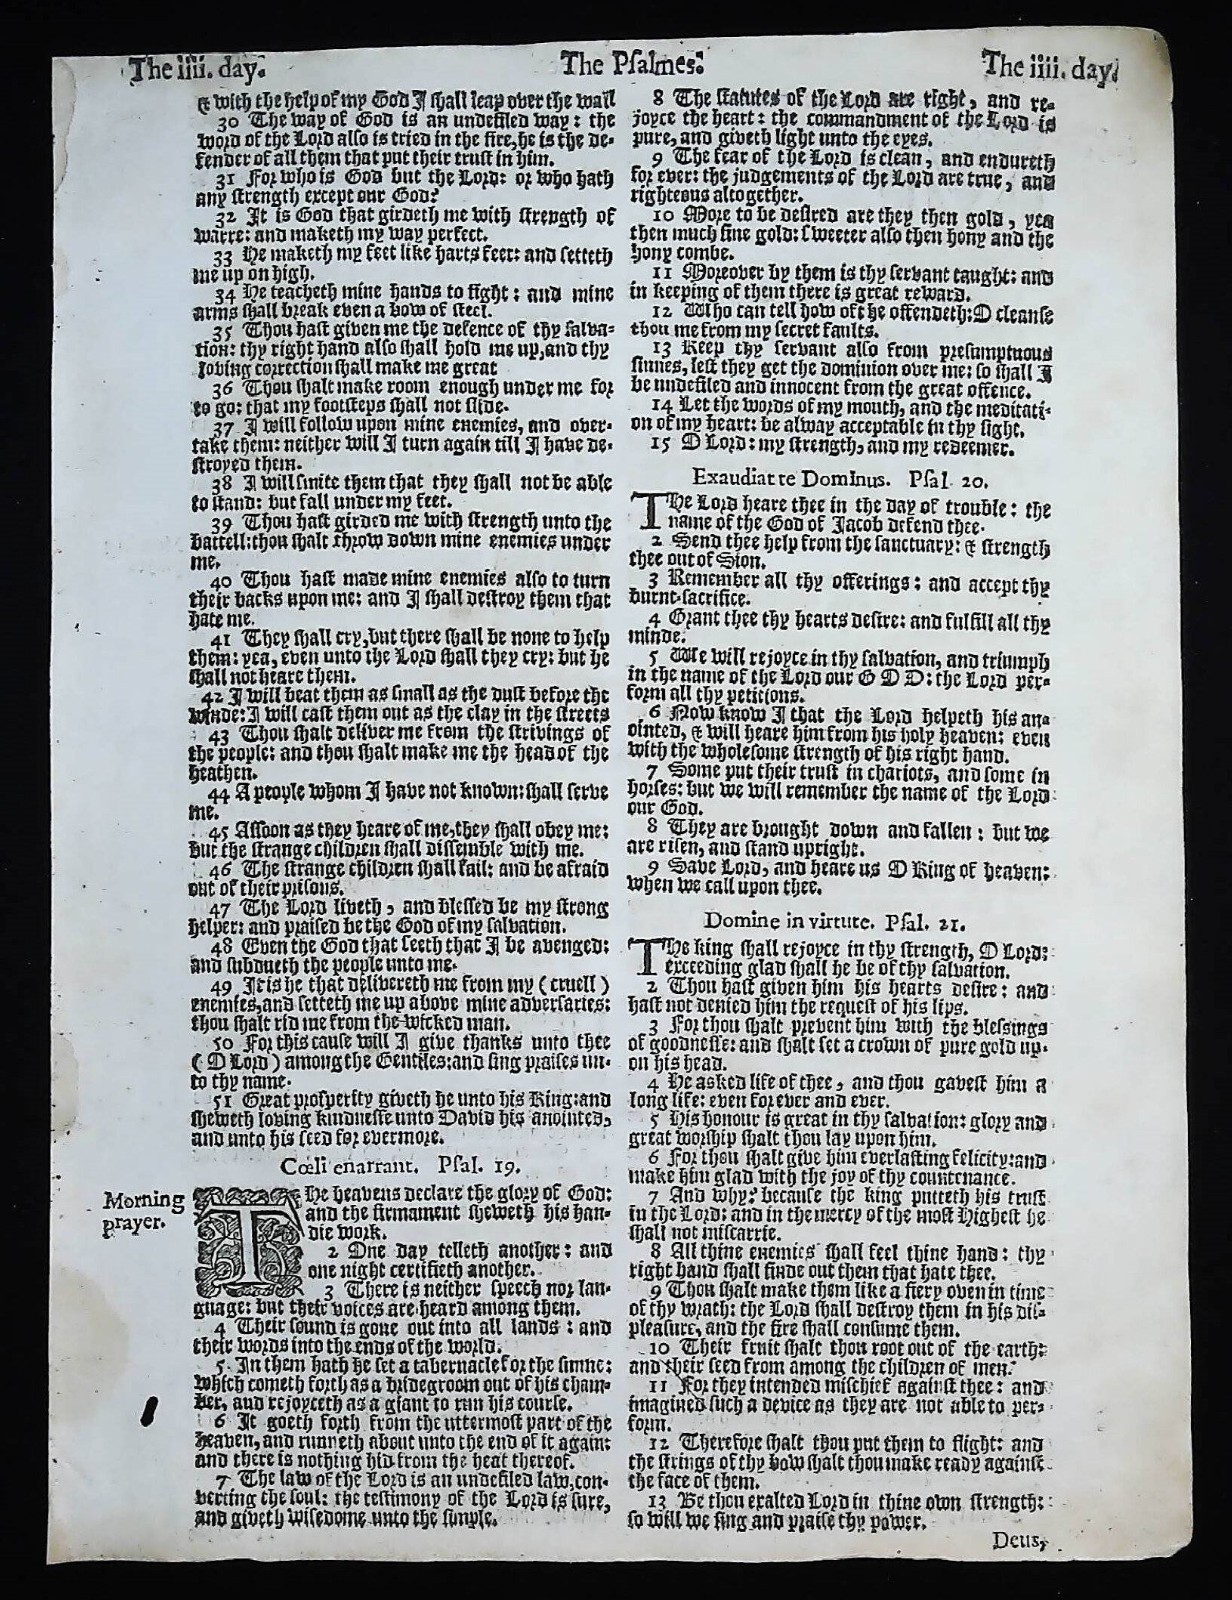 The iiii. day.
The Psalmes:
The iiii. day.
& with the help of my God I shall leap over the wall
30 The way of God is an undefiled way: the
word of the Lord also is tried in the fire, he is the de-
fender of all them that put their trust in him.
31 For who is God but the Lord: or who hath
any strength except our God?
32 It is God that girdeth me with strength of
warre: and maketh my way perfect.
33 He maketh my feet like harts feet: and setteth
me up on high.
34 He teacheth mine hands to fight: and mine
arms shall break even a bow of steel.
35 Thou hast given me the defence of thy salva-
tion: thy right hand also shall hold me up, and thy
loving correction shall make me great
36 Thou shalt make room enough under me for
to go: that my footsteps shall not slide.
37 I will follow upon mine enemies, and over-
take them: neither will I turn again till I have de-
stroyed them.
38 I will smite them that they shall not be able
to stand: but fall under my feet.
39 Thou hast girded me with strength unto the
battell: thou shalt throw down mine enemies under
me.
40 Thou hast made mine enemies also to turn
their backs upon me: and I shall destroy them that
hate me.
41 They shall cry, but there shall be none to help
them: yea, even unto the Lord shall they cry: but he
shall not heare them.
42 I will beat them as small as the dust before the
winde: I will cast them out as the clay in the streets
43 Thou shalt deliver me from the strivings of
the people: and thou shalt make me the head of the
heathen.
44 A people whom I have not known: shall serve
me.
45 Assoon as they heare of me, they shall obey me:
but the strange children shall dissemble with me.
46 The strange children shall fail: and be afraid
out of their prisons.
47 The Lord liveth, and blessed be my strong
helper: and praised be the God of my salvation.
48 Even the God that seeth that I be avenged:
and subdueth the people unto me.
49 It is he that delivereth me from my (cruell)
enemies, and setteth me up above mine adversaries:
thou shalt rid me from the wicked man.
50 For this cause will I give thanks unto thee
(O Lord) among the Gentiles: and sing praises un-
to thy name.
51 Great prosperity giveth he unto his King: and
sheweth loving kindnesse unto David his anointed,
and unto his seed for evermore.
Cœli enarrant. Psal. 19.
Morning
prayer.
The heavens declare the glory of God:
and the firmament sheweth his han-
die work.
2 One day telleth another: and
one night certifieth another.
3 There is neither speech nor lan-
guage: but their voices are heard among them.
4 Their sound is gone out into all lands: and
their words into the ends of the world.
5 In them hath he set a tabernacle for the sunne:
which cometh forth as a bridegroom out of his cham-
ber, and rejoyceth as a giant to run his course.
6 It goeth forth from the uttermost part of the
heaven, and runneth about unto the end of it again:
and there is nothing hid from the heat thereof.
7 The law of the Lord is an undefiled law, con-
verting the soul: the testimony of the Lord is sure,
and giveth wisedome unto the simple.
8 The statutes of the Lord are right, and re-
joyce the heart: the commandment of the Lord is
pure, and giveth light unto the eyes.
9 The fear of the Lord is clean, and endureth
for ever: the judgements of the Lord are true, and
righteous altogether.
10 More to be desired are they then gold, yea
then much fine gold: sweeter also then hony and the
hony combe.
11 Moreover by them is thy servant taught: and
in keeping of them there is great reward.
12 Who can tell how oft he offendeth: O cleanse
thou me from my secret faults.
13 Keep thy servant also from presumptuous
sinnes, lest they get the dominion over me: so shall I
be undefiled and innocent from the great offence.
14 Let the words of my mouth, and the meditati-
on of my heart: be alway acceptable in thy sight,
15 O Lord: my strength, and my redeemer.
Exaudiat te Dominus. Psal. 20.
The Lord heare thee in the day of trouble: the
name of the God of Jacob defend thee.
2 Send thee help from the sanctuary: & strength
thee out of Sion.
3 Remember all thy offerings: and accept thy
burnt-sacrifice.
4 Grant thee thy hearts desire: and fulfill all thy
minde.
5 We will rejoyce in thy salvation, and triumph
in the name of the Lord our GOD: the Lord per-
form all thy petitions.
6 Now know I that the Lord helpeth his an-
ointed, & will heare him from his holy heaven: even
with the wholesome strength of his right hand.
7 Some put their trust in chariots, and some in
horses: but we will remember the name of the Lord
our God.
8 They are brought down and fallen: but we
are risen, and stand upright.
9 Save Lord, and heare us O King of heaven:
when we call upon thee.
Domine in virtute. Psal. 21.
The king shall rejoyce in thy strength, O Lord:
exceeding glad shall he be of thy salvation.
2 Thou hast given him his hearts desire: and
hast not denied him the request of his lips.
3 For thou shalt prevent him with the blessings
of goodnesse: and shalt set a crown of pure gold up-
on his head.
4 He asked life of thee, and thou gavest him a
long life: even for ever and ever.
5 His honour is great in thy salvation: glory and
great worship shalt thou lay upon him.
6 For thou shalt give him everlasting felicity: and
make him glad with the joy of thy countenance.
7 And why? because the king putteth his trust
in the Lord: and in the mercy of the most Highest he
shall not miscarrie.
8 All thine enemies shall feel thine hand: thy
right hand shall finde out them that hate thee.
9 Thou shalt make them like a fiery oven in time
of thy wrath: the Lord shall destroy them in his dis-
pleasure, and the fire shall consume them.
10 Their fruit shalt thou root out of the earth:
and their seed from among the children of men.
11 For they intended mischief against thee: and
imagined such a device as they are not able to per-
form.
12 Therefore shalt thou put them to flight: and
the strings of thy bow shalt thou make ready against
the face of them.
13 Be thou exalted Lord in thine own strength:
so will we sing and praise thy power.
Deus,